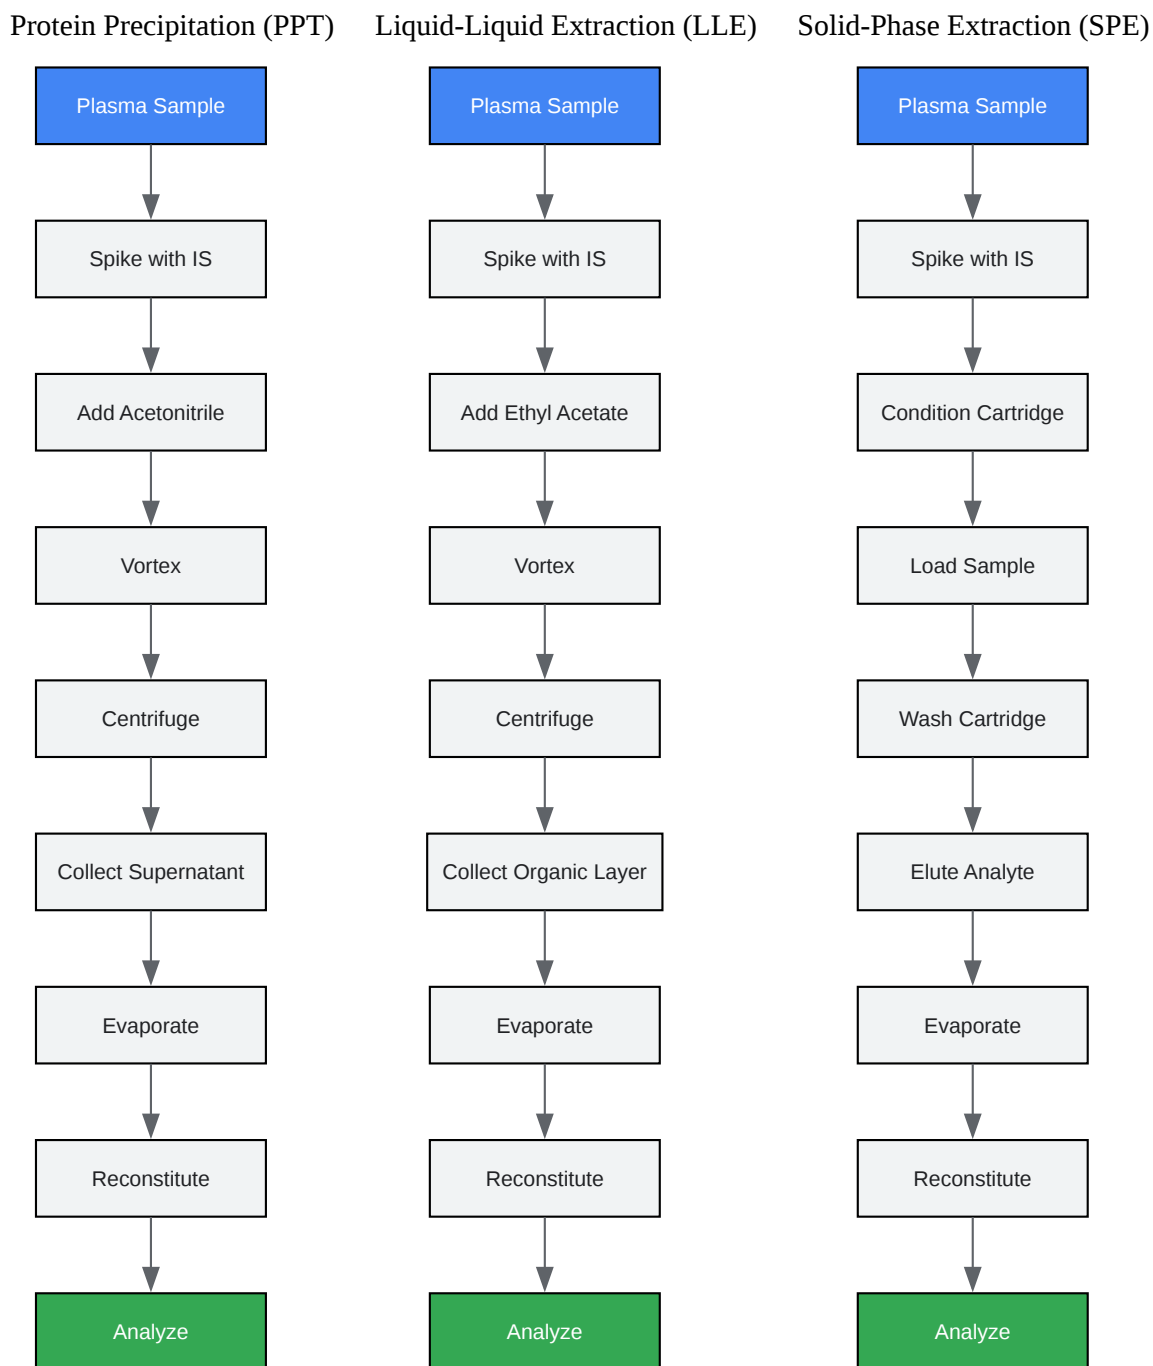 Protein Precipitation (PPT)
Plasma Sample
Spike with IS
Add Acetonitrile
Vortex
Centrifuge
Collect Supernatant
Evaporate
Reconstitute
Analyze
Liquid-Liquid Extraction (LLE)
Plasma Sample
Spike with IS
Add Ethyl Acetate
Vortex
Centrifuge
Collect Organic Layer
Evaporate
Reconstitute
Analyze
Solid-Phase Extraction (SPE)
Plasma Sample
Spike with IS
Condition Cartridge
Load Sample
Wash Cartridge
Elute Analyte
Evaporate
Reconstitute
Analyze